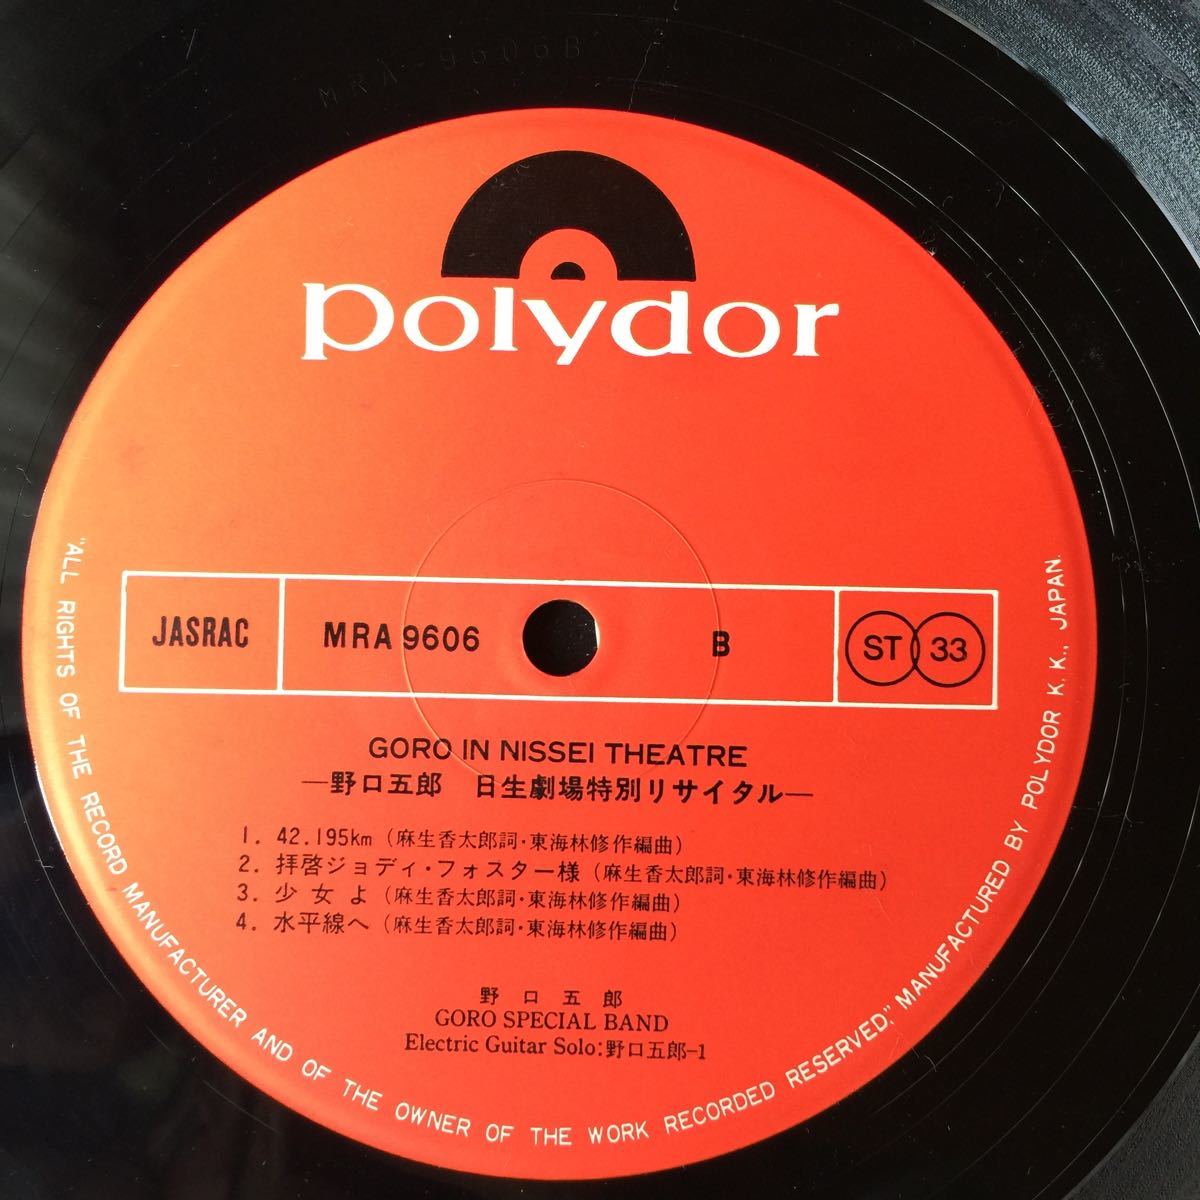 MRA-9606B
polydor
JASRAC
MRA 9606
B
ST 33
GORO IN NISSEI THEATRE
―野口五郎 日生劇場特別リサイタル―
1. 42.195km (麻生香太郎詞・東海林修作編曲)
2. 拝啓ジョディ・フォスター様 (麻生香太郎詞・東海林修作編曲)
3. 少女よ (麻生香太郎詞・東海林修作編曲)
4. 水平線へ (麻生香太郎詞・東海林修作編曲)
野口五郎
GORO SPECIAL BAND
Electric Guitar Solo:野口五郎-1
"ALL RIGHTS OF THE RECORD MANUFACTURER AND OF THE OWNER OF THE WORK RECORDED RESERVED," MANUFACTURED BY POLYDOR K. K., JAPAN.